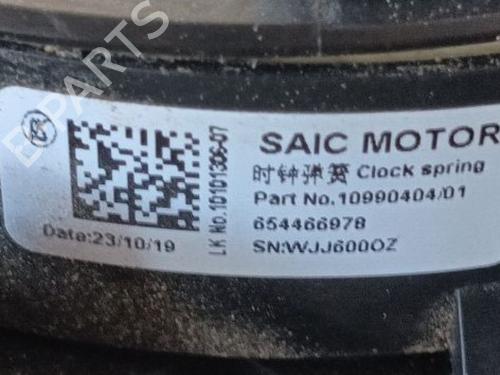 SAIC MOTOR
时钟弹簧 Clock spring
Part No.10990404/01
654466978
SN:WJJ600OZ
Date:23/10/19
LK No.10101306-07
B-PARTS